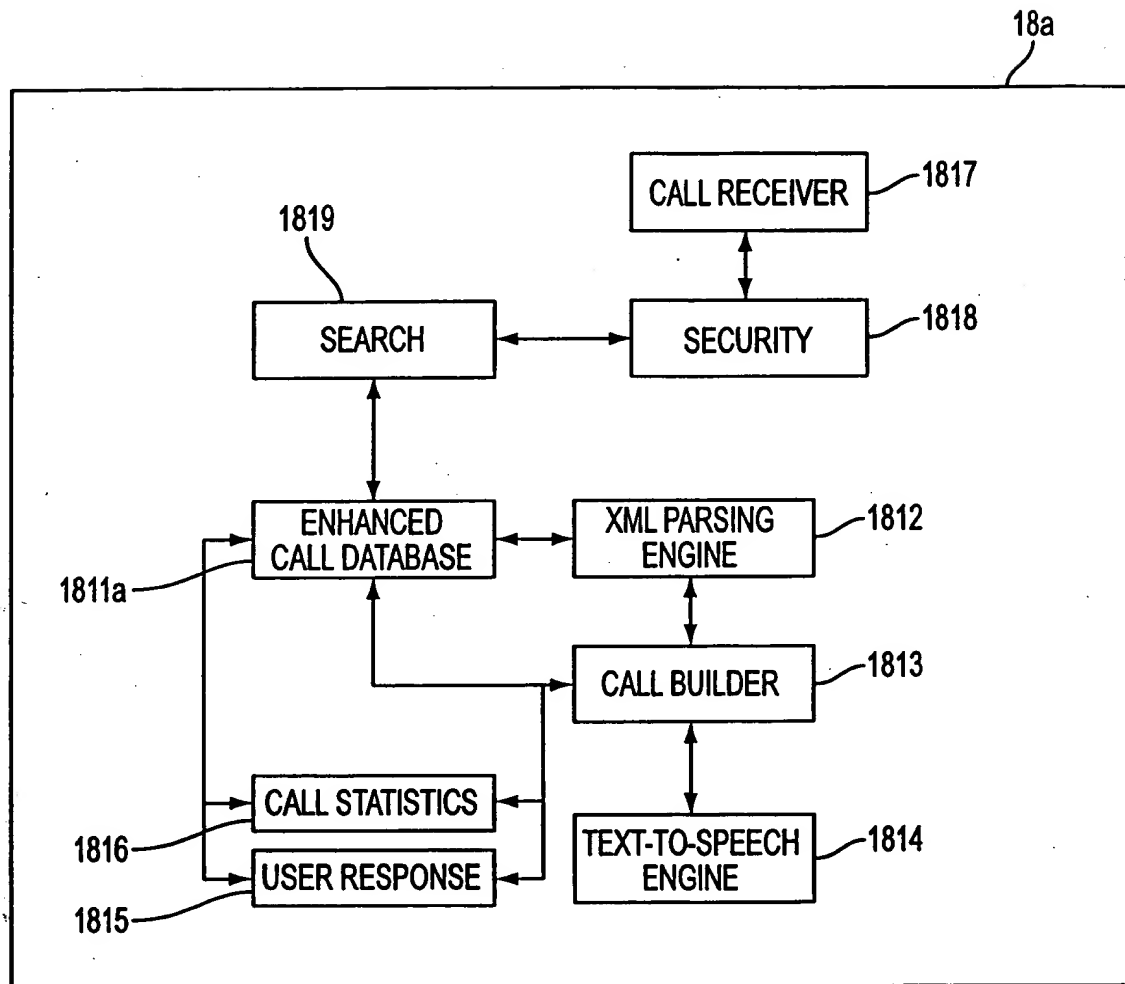 18a
CALL RECEIVER
1817
1819
SEARCH
SECURITY
1818
ENHANCED
CALL DATABASE
1811a
XML PARSING
ENGINE
1812
CALL BUILDER
1813
CALL STATISTICS
1816
USER RESPONSE
1815
TEXT-TO-SPEECH
ENGINE
1814